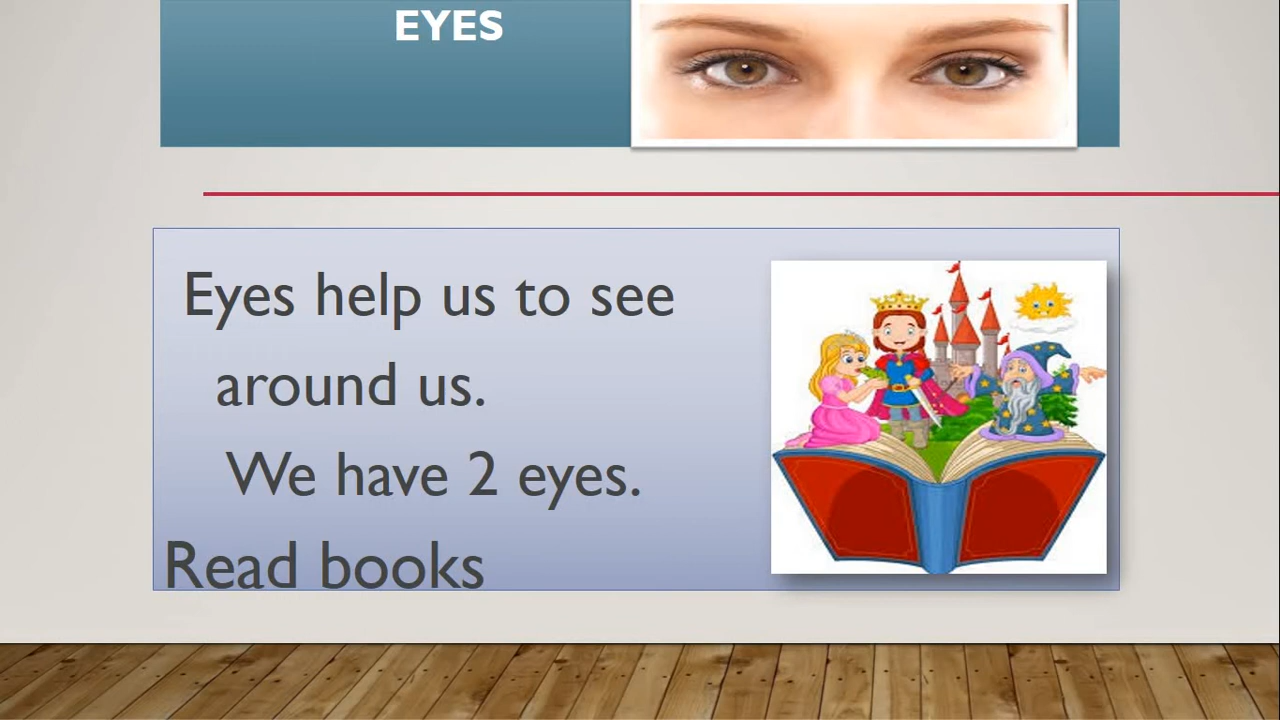 EYES
Eyes help us to see
around us.
We have 2 eyes.
Read books